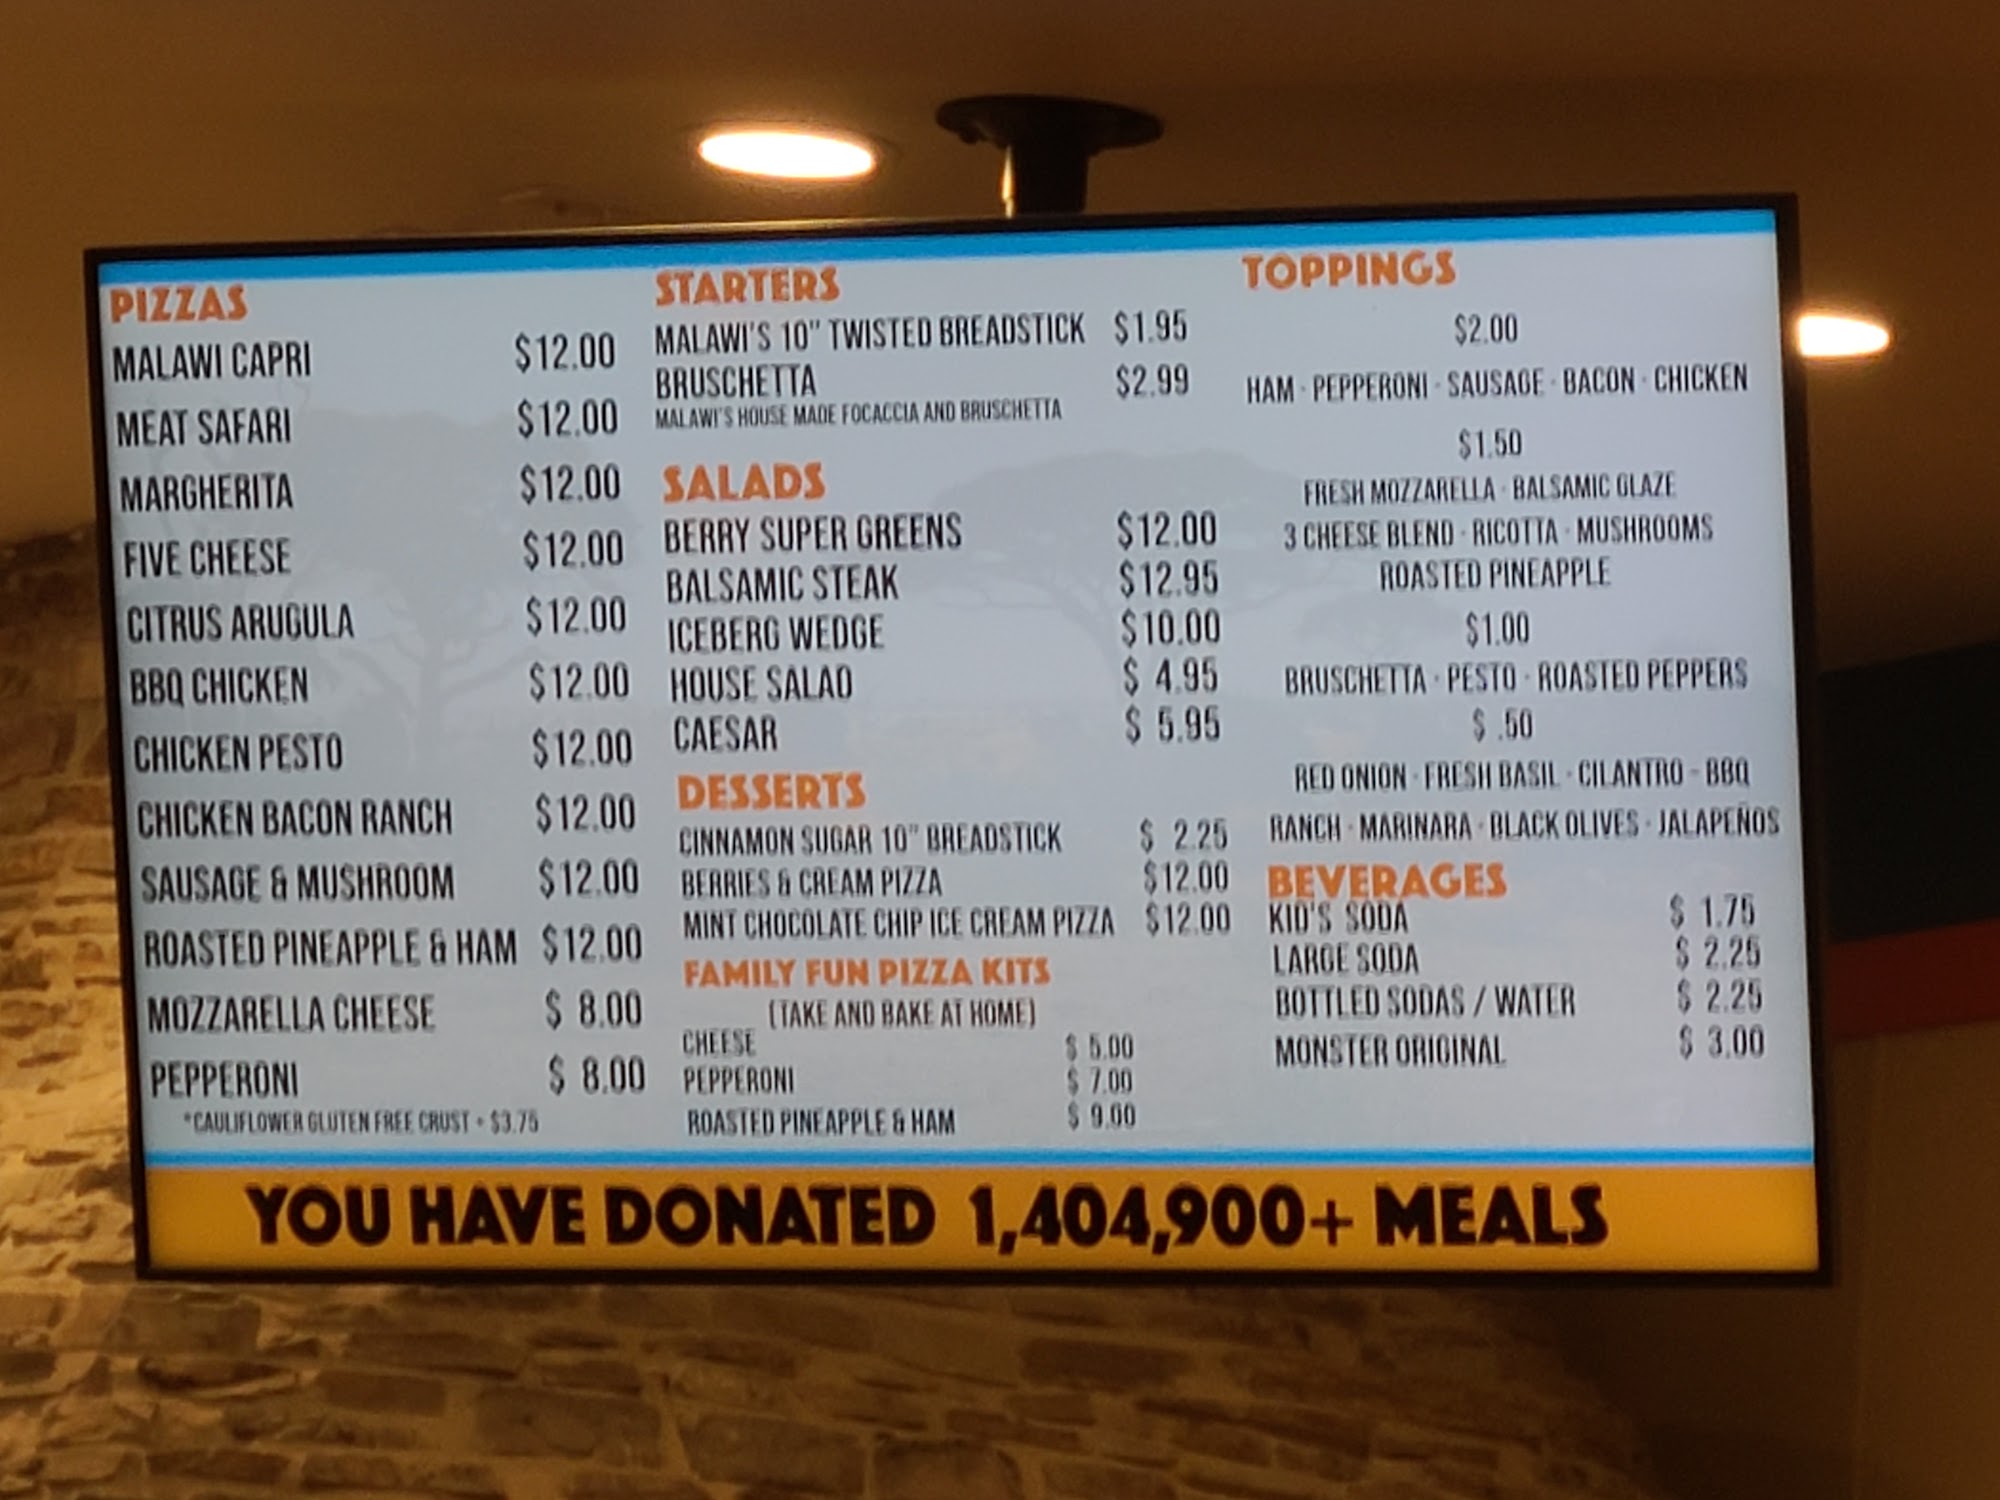 PIZZAS
MALAWI CAPRI $12.00
MEAT SAFARI $12.00
MARGHERITA $12.00
FIVE CHEESE $12.00
CITRUS ARUGULA $12.00
BBQ CHICKEN $12.00
CHICKEN PESTO $12.00
CHICKEN BACON RANCH $12.00
SAUSAGE & MUSHROOM $12.00
ROASTED PINEAPPLE & HAM $12.00
MOZZARELLA CHEESE $ 8.00
PEPPERONI $ 8.00
*CAULIFLOWER GLUTEN FREE CRUST + $3.75
STARTERS
MALAWI'S 10" TWISTED BREADSTICK $1.95
BRUSCHETTA $2.99
MALAWI'S HOUSE MADE FOCACCIA AND BRUSCHETTA
SALADS
BERRY SUPER GREENS $12.00
BALSAMIC STEAK $12.95
ICEBERG WEDGE $10.00
HOUSE SALAD $ 4.95
CAESAR $ 5.95
DESSERTS
CINNAMON SUGAR 10" BREADSTICK $ 2.25
BERRIES & CREAM PIZZA $12.00
MINT CHOCOLATE CHIP ICE CREAM PIZZA $12.00
FAMILY FUN PIZZA KITS
(TAKE AND BAKE AT HOME)
CHEESE $ 5.00
PEPPERONI $ 7.00
ROASTED PINEAPPLE & HAM $ 9.00
TOPPINGS
$2.00
HAM · PEPPERONI · SAUSAGE · BACON · CHICKEN
$1.50
FRESH MOZZARELLA · BALSAMIC GLAZE
3 CHEESE BLEND · RICOTTA · MUSHROOMS
ROASTED PINEAPPLE
$1.00
BRUSCHETTA · PESTO · ROASTED PEPPERS
$ .50
RED ONION · FRESH BASIL · CILANTRO - BBQ
RANCH · MARINARA · BLACK OLIVES · JALAPEÑOS
BEVERAGES
KID'S SODA $ 1.75
LARGE SODA $ 2.25
BOTTLED SODAS / WATER $ 2.25
MONSTER ORIGINAL $ 3.00
YOU HAVE DONATED 1,404,900+ MEALS